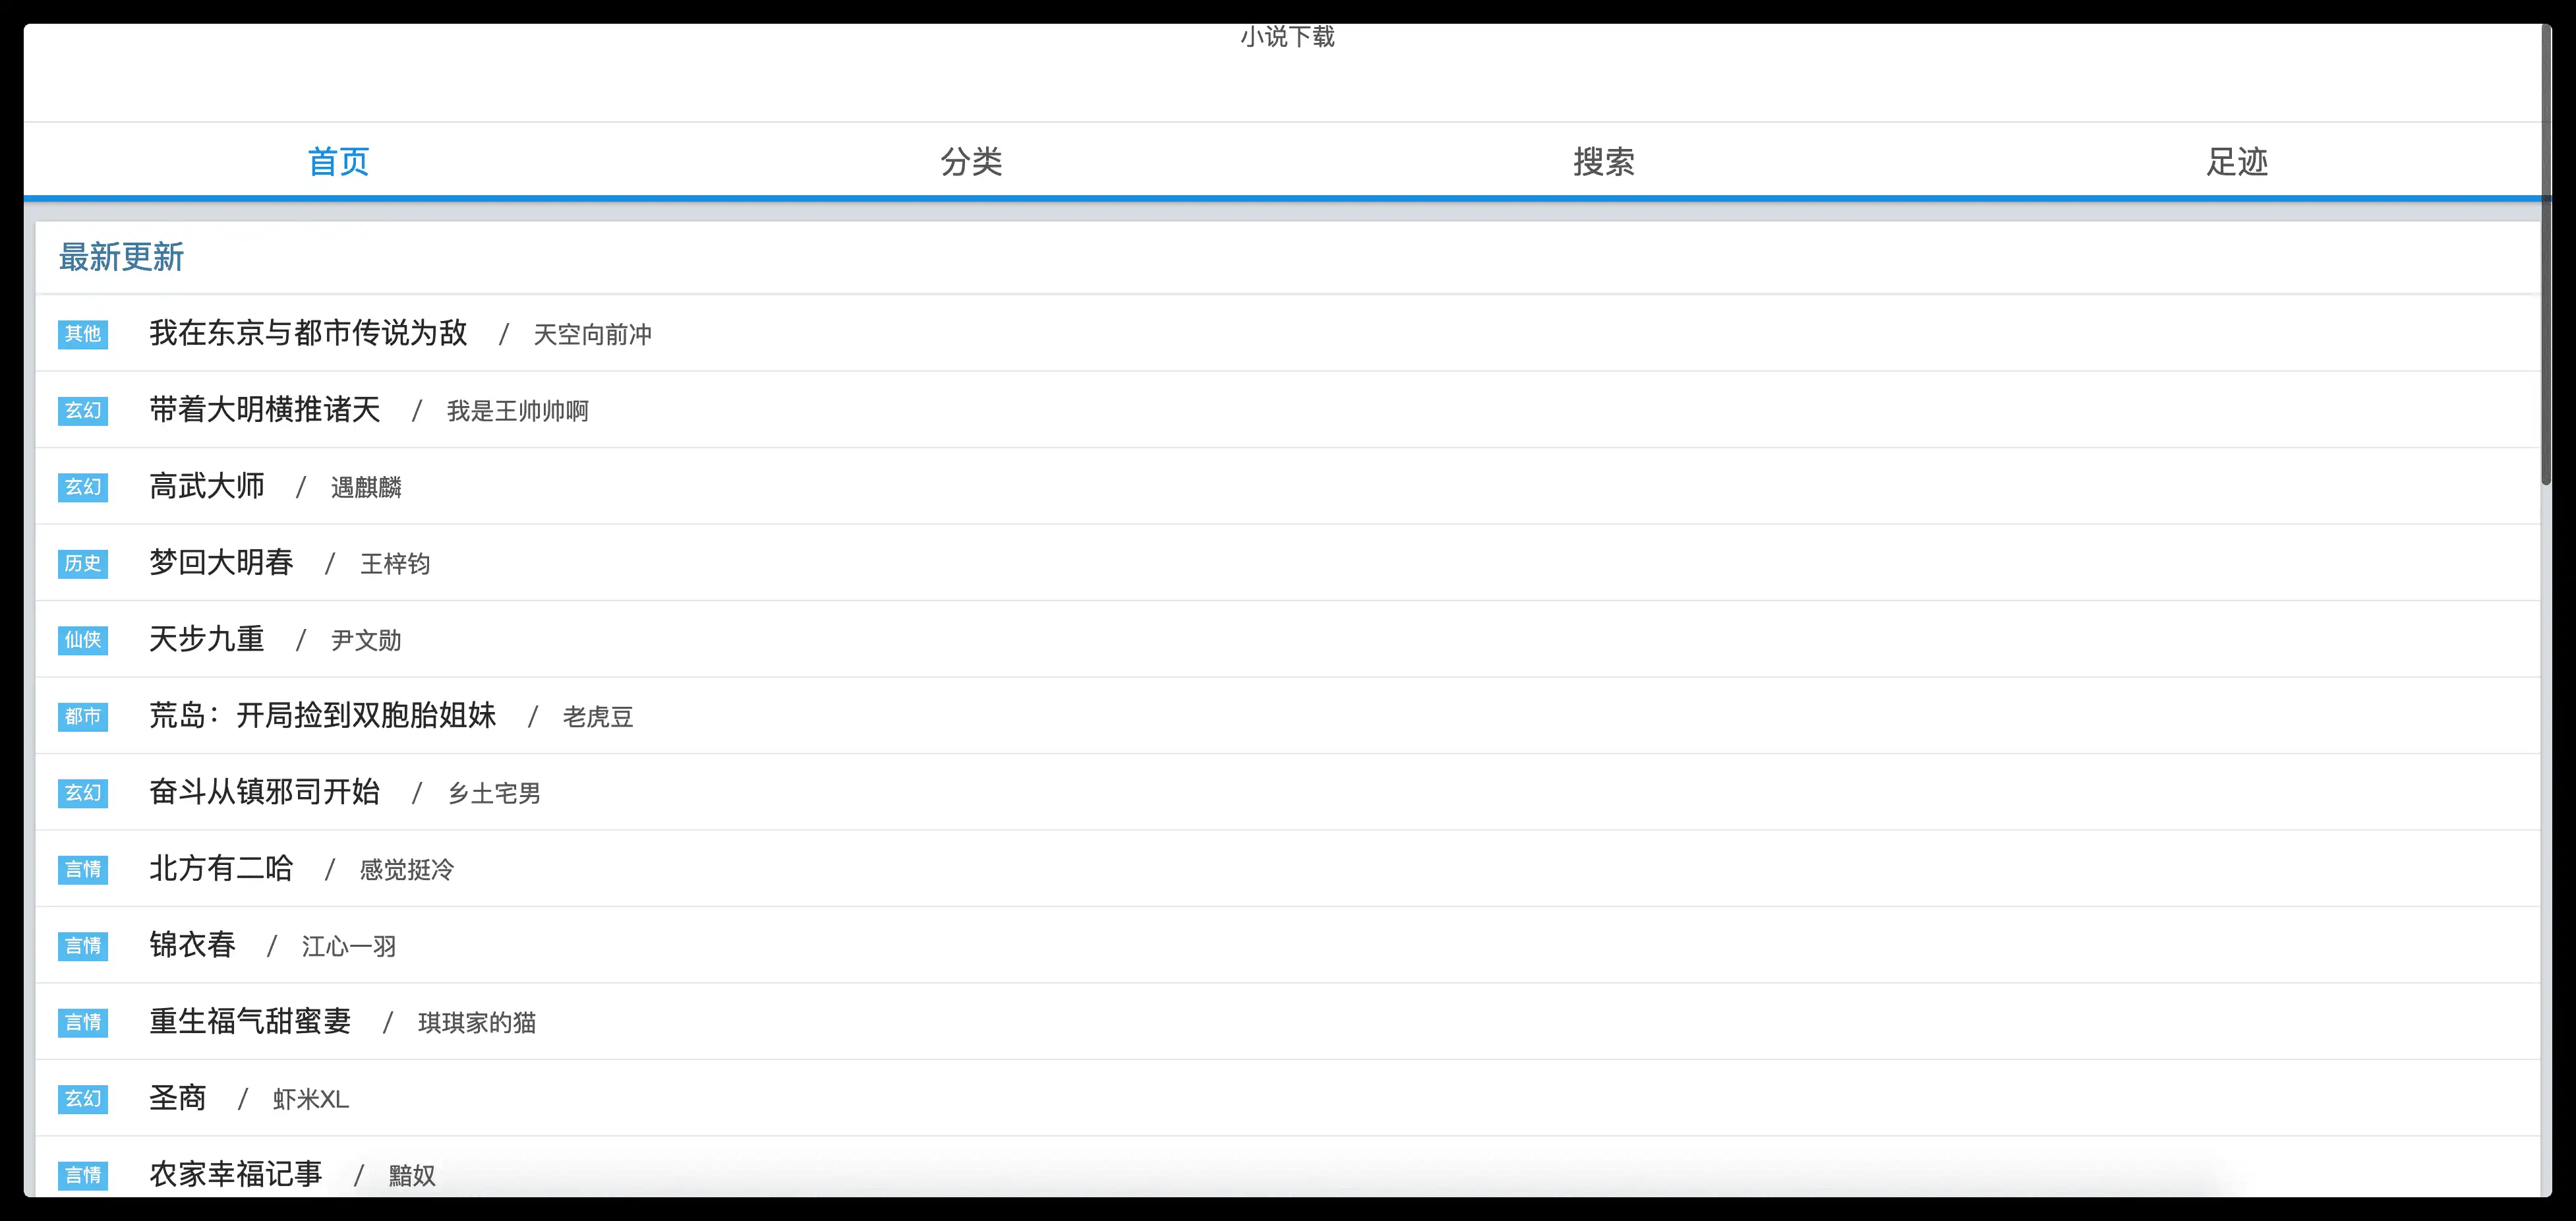 小说下载
首页 分类 搜索 足迹
最新更新
其他 我在东京与都市传说为敌 / 天空向前冲
玄幻 带着大明横推诸天 / 我是王帅帅啊
玄幻 高武大师 / 遇麒麟
历史 梦回大明春 / 王梓钧
仙侠 天步九重 / 尹文勋
都市 荒岛：开局捡到双胞胎姐妹 / 老虎豆
玄幻 奋斗从镇邪司开始 / 乡土宅男
言情 北方有二哈 / 感觉挺冷
言情 锦衣春 / 江心一羽
言情 重生福气甜蜜妻 / 琪琪家的猫
玄幻 圣商 / 虾米XL
言情 农家幸福记事 / 黯奴